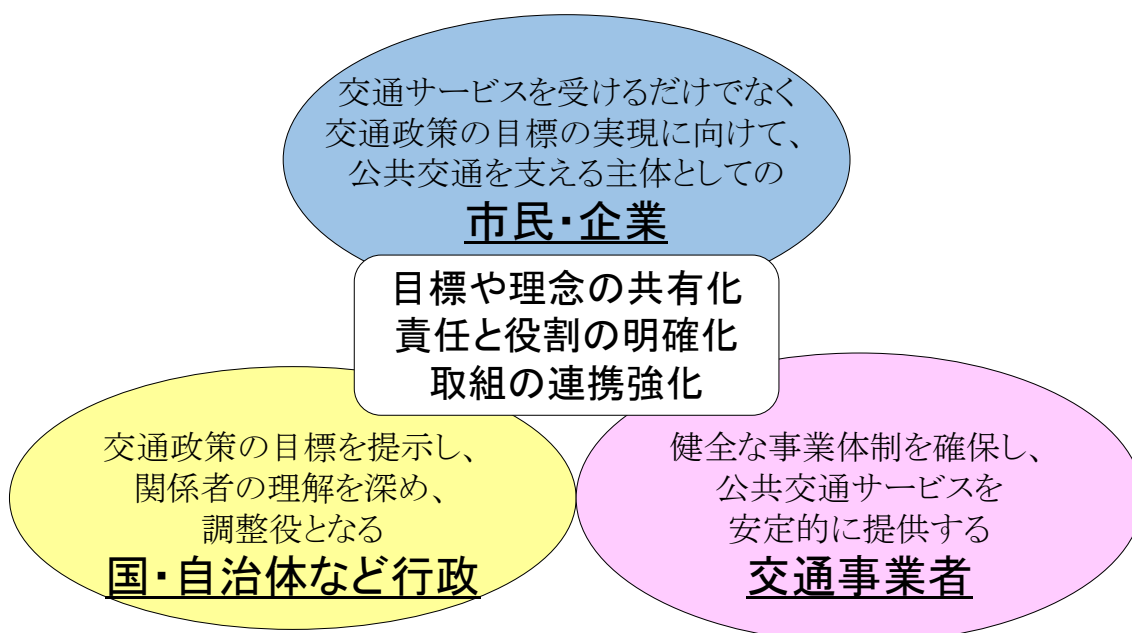 交通サービスを受けるだけでなく
交通政策の目標の実現に向けて、
公共交通を支える主体としての
市民・企業
目標や理念の共有化
責任と役割の明確化
取組の連携強化
交通政策の目標を提示し、
関係者の理解を深め、
調整役となる
国・自治体など行政
健全な事業体制を確保し、
公共交通サービスを
安定的に提供する
交通事業者